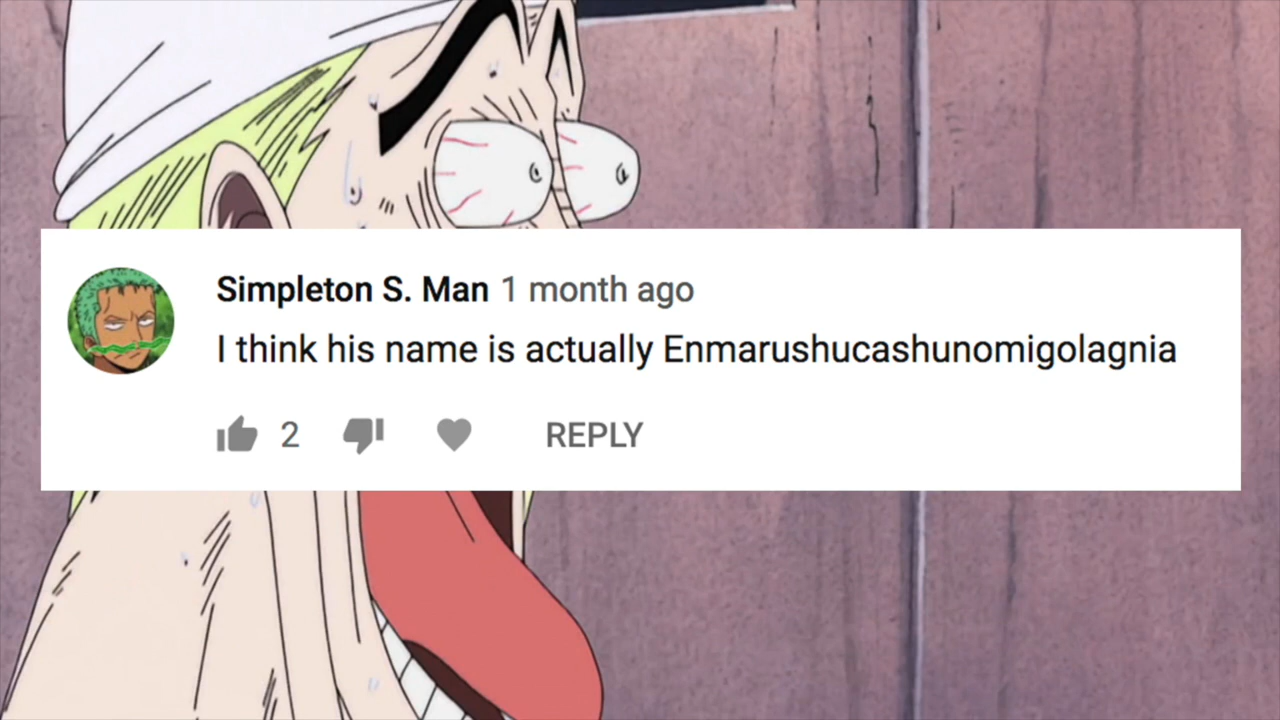 Simpleton S. Man 1 month ago
I think his name is actually Enmarushucashunomigolagnia
2 REPLY